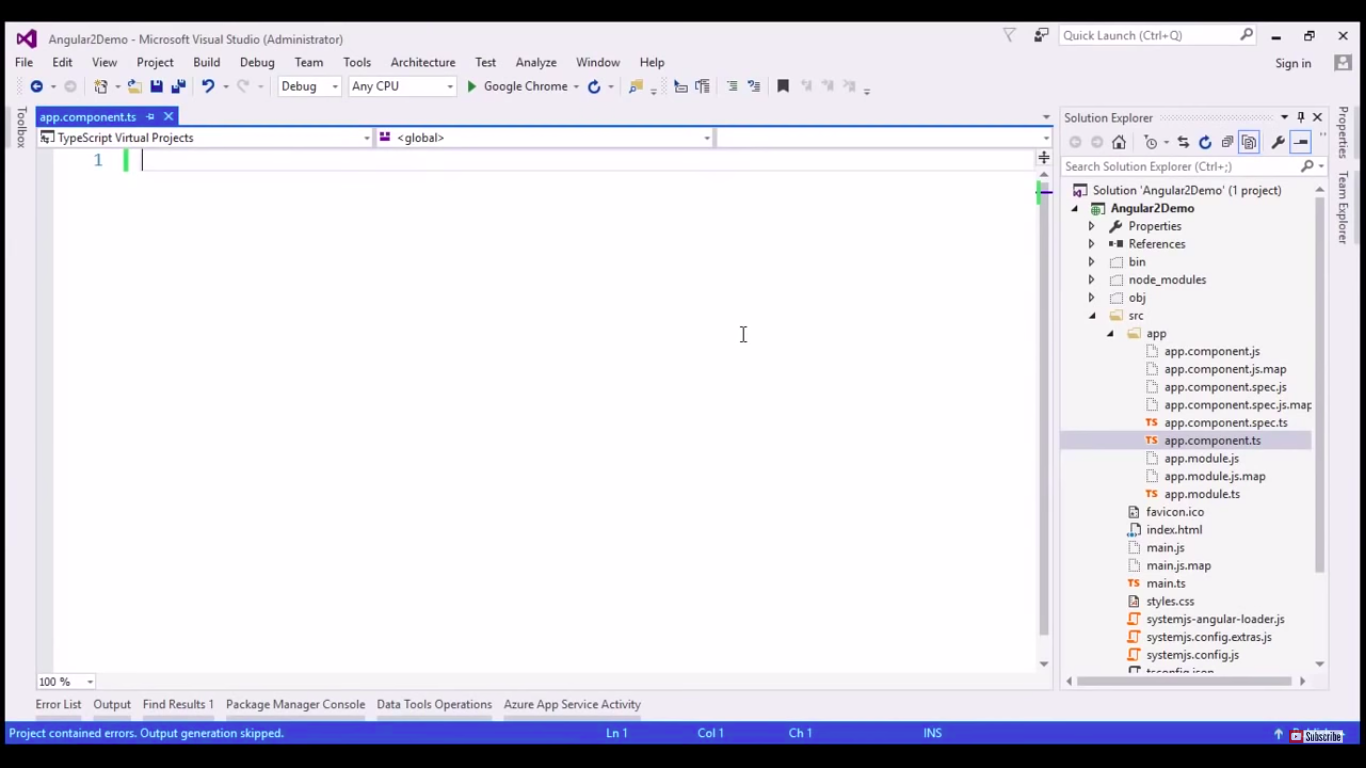 Angular2Demo - Microsoft Visual Studio (Administrator)
Quick Launch (Ctrl+Q)
File Edit View Project Build Debug Team Tools Architecture Test Analyze Window Help
Sign in
Debug Any CPU Google Chrome
Toolbox
app.component.ts
TypeScript Virtual Projects <global>
1
100 %
Solution Explorer
Search Solution Explorer (Ctrl+;)
Solution 'Angular2Demo' (1 project)
Angular2Demo
Properties
References
bin
node_modules
obj
src
app
app.component.js
app.component.js.map
app.component.spec.js
app.component.spec.js.map
app.component.spec.ts
app.component.ts
app.module.js
app.module.js.map
app.module.ts
favicon.ico
index.html
main.js
main.js.map
main.ts
styles.css
systemjs-angular-loader.js
systemjs.config.extras.js
systemjs.config.js
tsconfig.json
Properties
Team Explorer
Error List Output Find Results 1 Package Manager Console Data Tools Operations Azure App Service Activity
Project contained errors. Output generation skipped. Ln 1 Col 1 Ch 1 INS
Subscribe